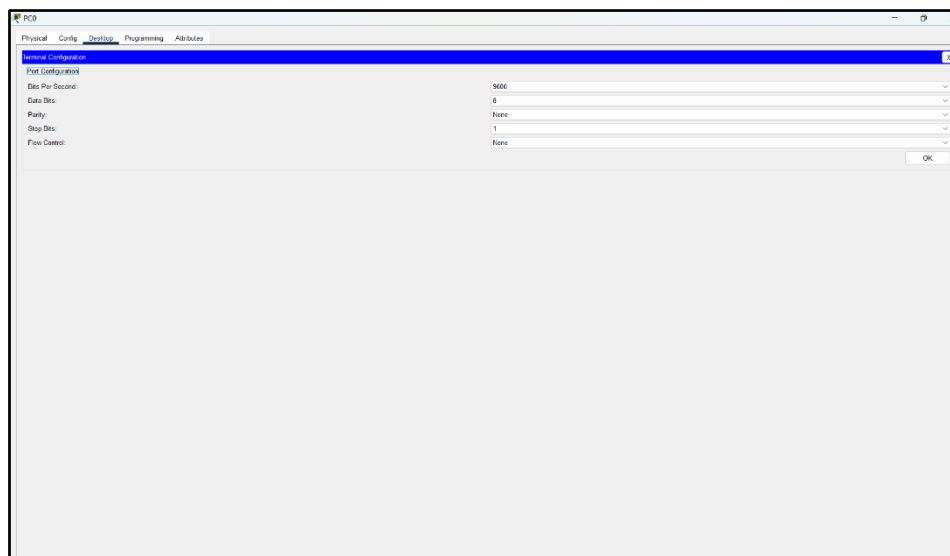 PC0
Physical Config Desktop Programming Attributes
Terminal Configuration X
Port Configuration
Bits Per Second: 9600
Data Bits: 8
Parity: None
Stop Bits: 1
Flow Control: None
OK